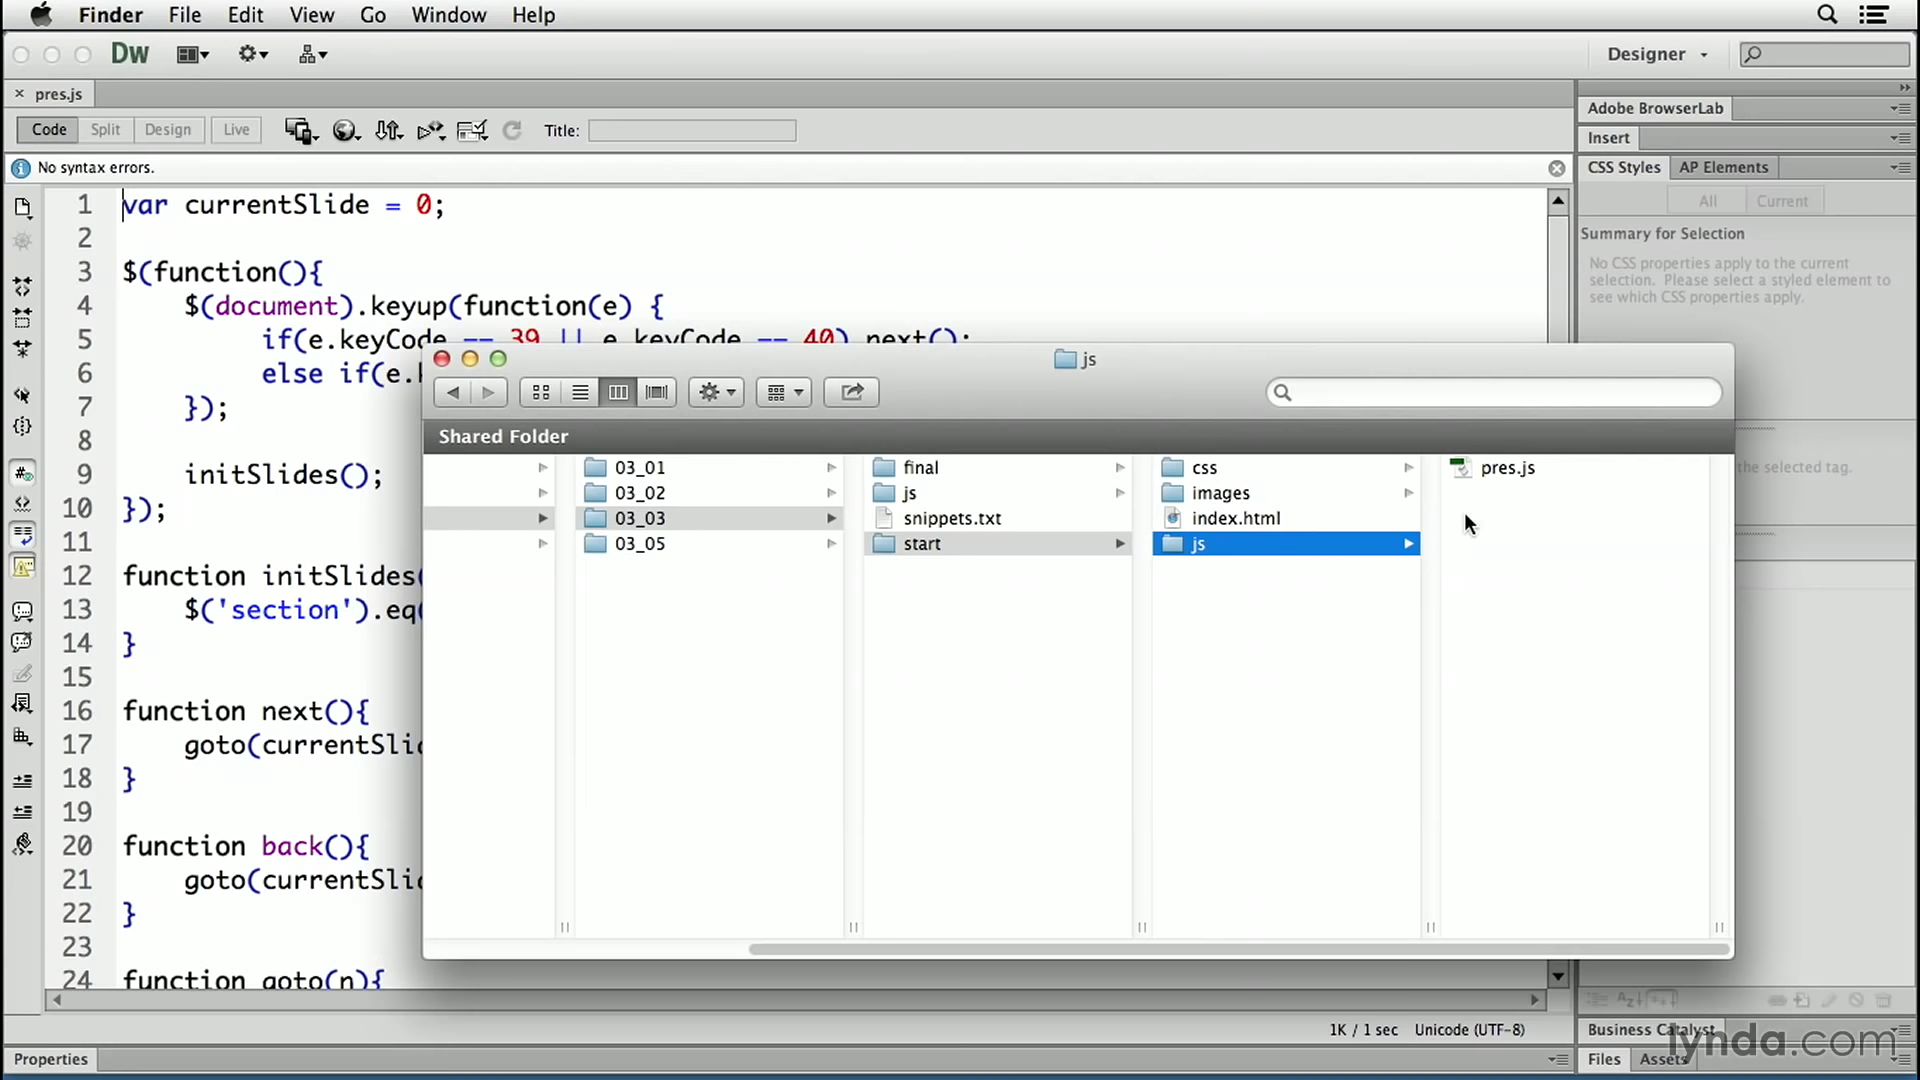 Finder File Edit View Go Window Help
Dw Designer
pres.js
Code Split Design Live Title:
No syntax errors.
1 var currentSlide = 0;
2
3 $(function(){
4 $(document).keyup(function(e) {
5 if(e.keyCode == 39 || e.keyCode == 40) next();
6 else if(e.
7 });
8
9 initSlides();
10 });
11
12 function initSlides
13 $('section').eq
14 }
15
16 function next(){
17 goto(currentSli
18 }
19
20 function back(){
21 goto(currentSli
22 }
23
24 function goto(n){
js
Shared Folder
03_01
03_02
03_03
03_05
final
js
snippets.txt
start
css
images
index.html
js
pres.js
Adobe BrowserLab
Insert
CSS Styles AP Elements
All Current
Summary for Selection
No CSS properties apply to the current
selection. Please select a styled element to
see which CSS properties apply.
the selected tag.
1K / 1 sec Unicode (UTF-8)
Business Catalyst
Properties
Files Assets
lynda.com